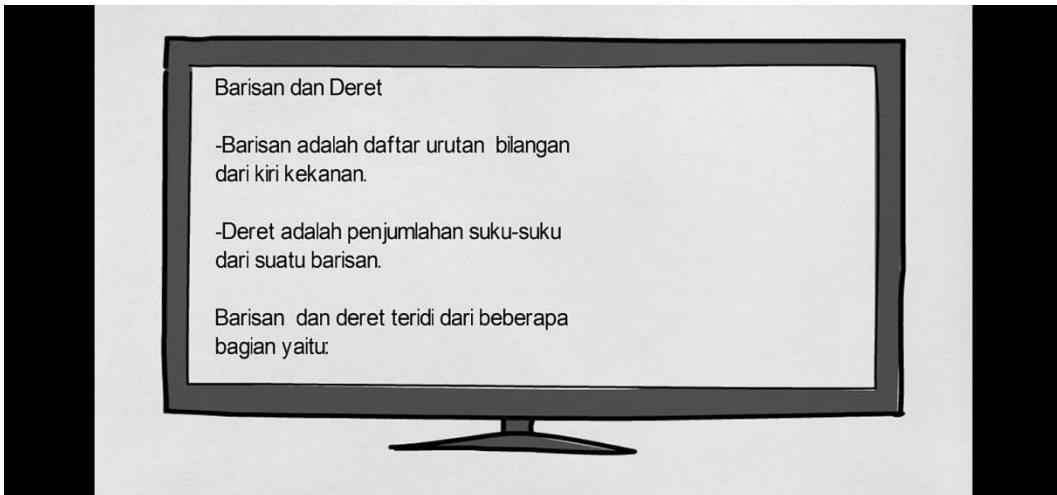 Barisan dan Deret
-Barisan adalah daftar urutan bilangan
dari kiri kekanan.
-Deret adalah penjumlahan suku-suku
dari suatu barisan.
Barisan dan deret teridi dari beberapa
bagian yaitu: